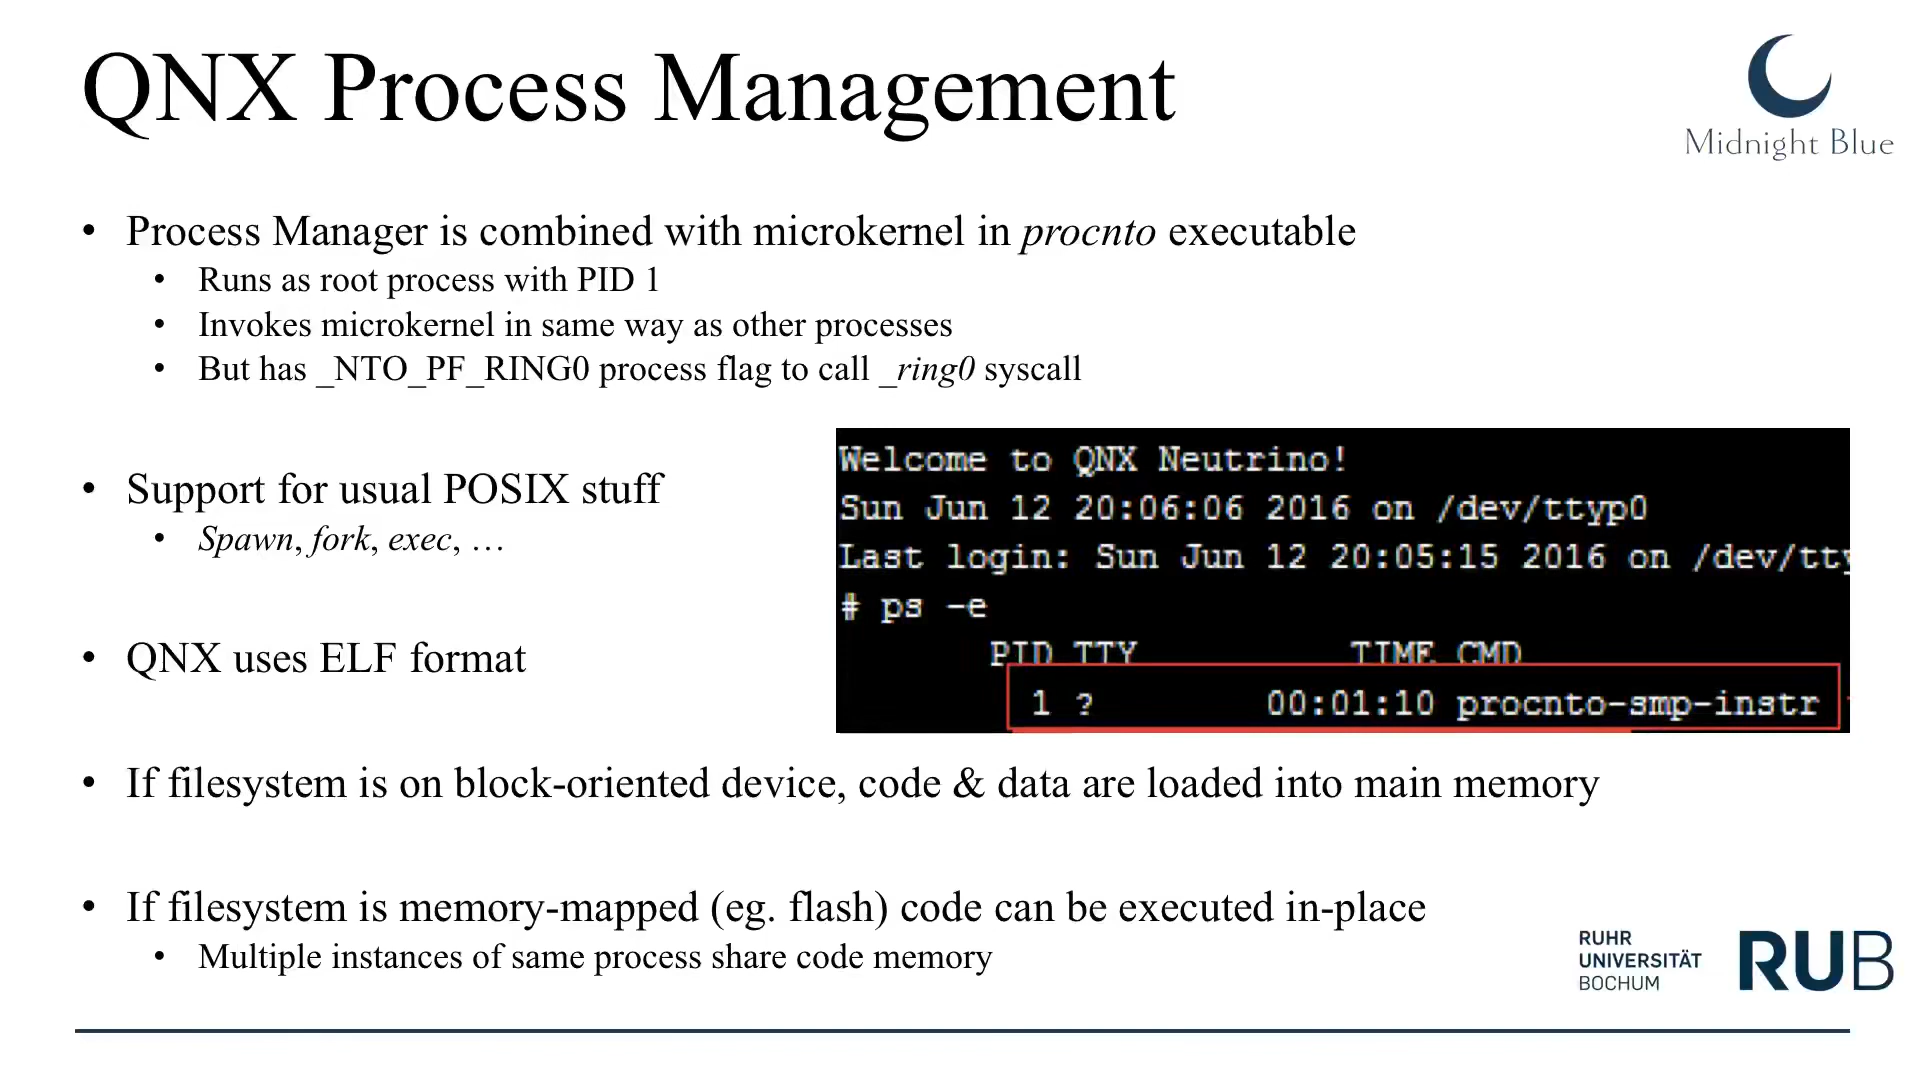 QNX Process Management
Midnight Blue
• Process Manager is combined with microkernel in procnto executable
• Runs as root process with PID 1
• Invokes microkernel in same way as other processes
• But has _NTO_PF_RING0 process flag to call _ring0 syscall
• Support for usual POSIX stuff
• Spawn, fork, exec, …
• QNX uses ELF format
Welcome to QNX Neutrino!
Sun Jun 12 20:06:06 2016 on /dev/ttyp0
Last login: Sun Jun 12 20:05:15 2016 on /dev/tty
# ps -e
PID TTY TIME CMD
1 ? 00:01:10 procnto-smp-instr
• If filesystem is on block-oriented device, code & data are loaded into main memory
• If filesystem is memory-mapped (eg. flash) code can be executed in-place
• Multiple instances of same process share code memory
RUHR
UNIVERSITÄT
BOCHUM
RUB